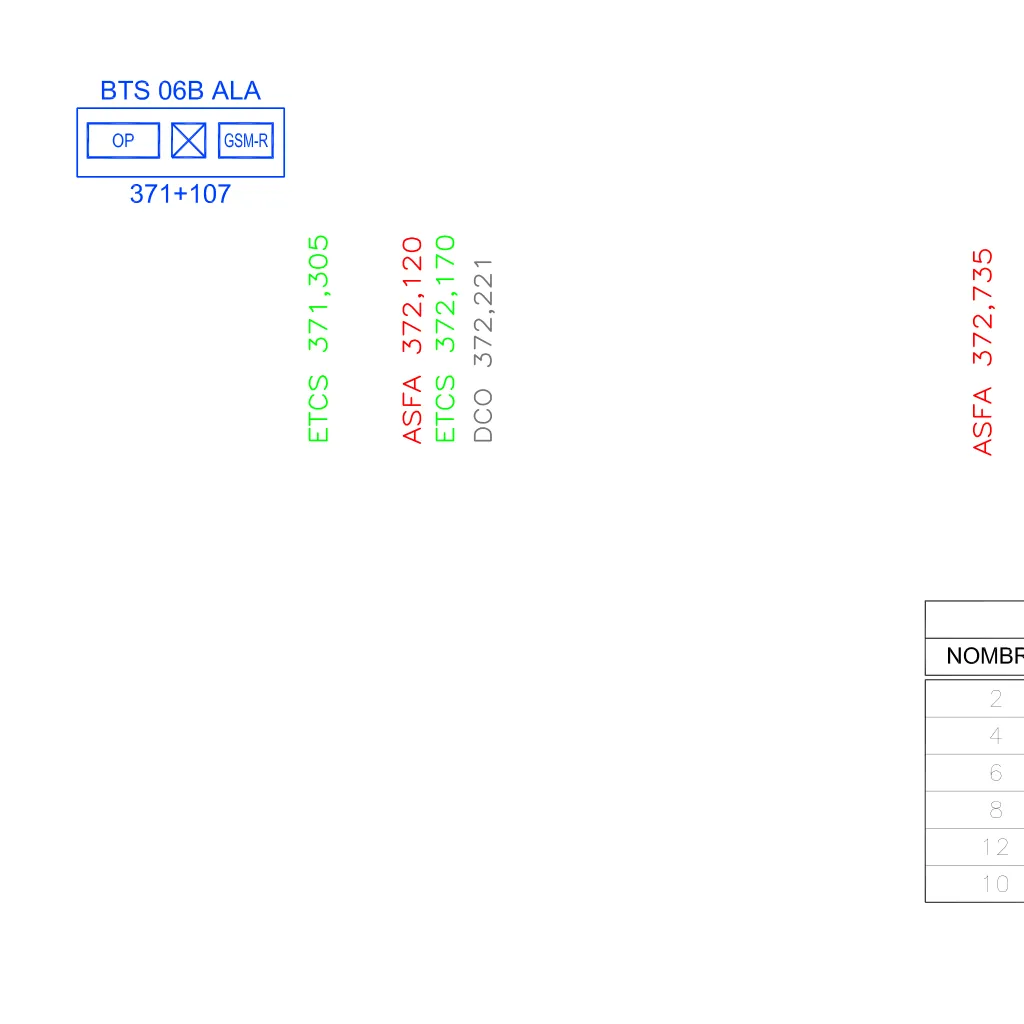 BTS 06B ALA
OP
GSM-R
371+107
ETCS 371,305
ASFA 372,120
ETCS 372,170
DCO 372,221
ASFA 372,735
NOMBR
2
4
6
8
12
10